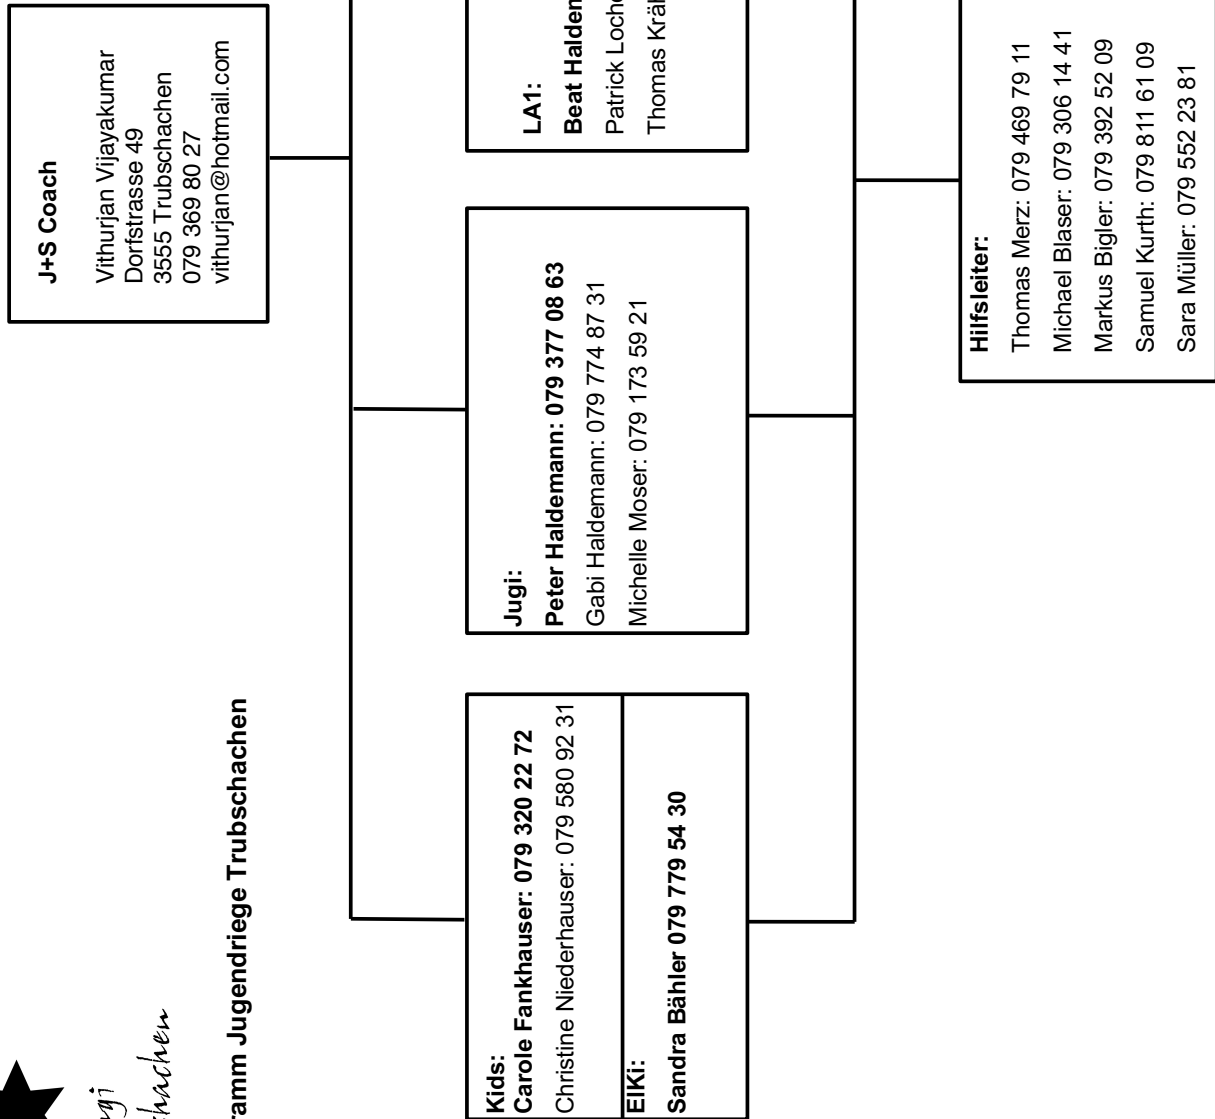 J+S Coach
Vithurjan Vijayakumar
Dorfstrasse 49
3555 Trubschachen
079 369 80 27
vithurjan@hotmail.com
Jugendriege Trubschachen
Kids:
Carole Fankhauser: 079 320 22 72
Christine Niederhauser: 079 580 92 31
ElKi:
Sandra Bähler 079 779 54 30
Jugi:
Peter Haldemann: 079 377 08 63
Gabi Haldemann: 079 774 87 31
Michelle Moser: 079 173 59 21
LA1:
Beat
Patrick
Thomas
Hilfsleiter:
Thomas Merz: 079 469 79 11
Michael Blaser: 079 306 14 41
Markus Bigler: 079 392 52 09
Samuel Kurth: 079 811 61 09
Sara Müller: 079 552 23 81